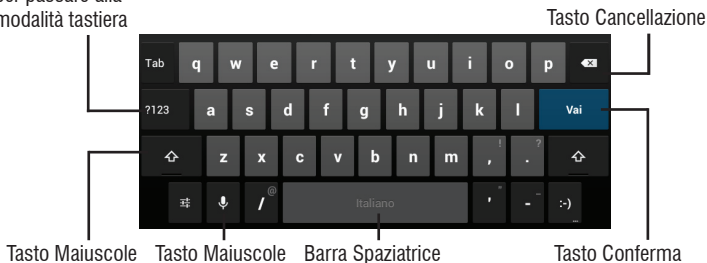 per passare alla
modalità tastiera
Tasto Cancellazione
Tab q w e r t y u i o p
?123 a s d f g h j k l Vai
z x c v b n m , ! . ?
/ @ Italiano ' " - _ :-) ...
Tasto Maiuscole Tasto Maiuscole Barra Spaziatrice Tasto Conferma